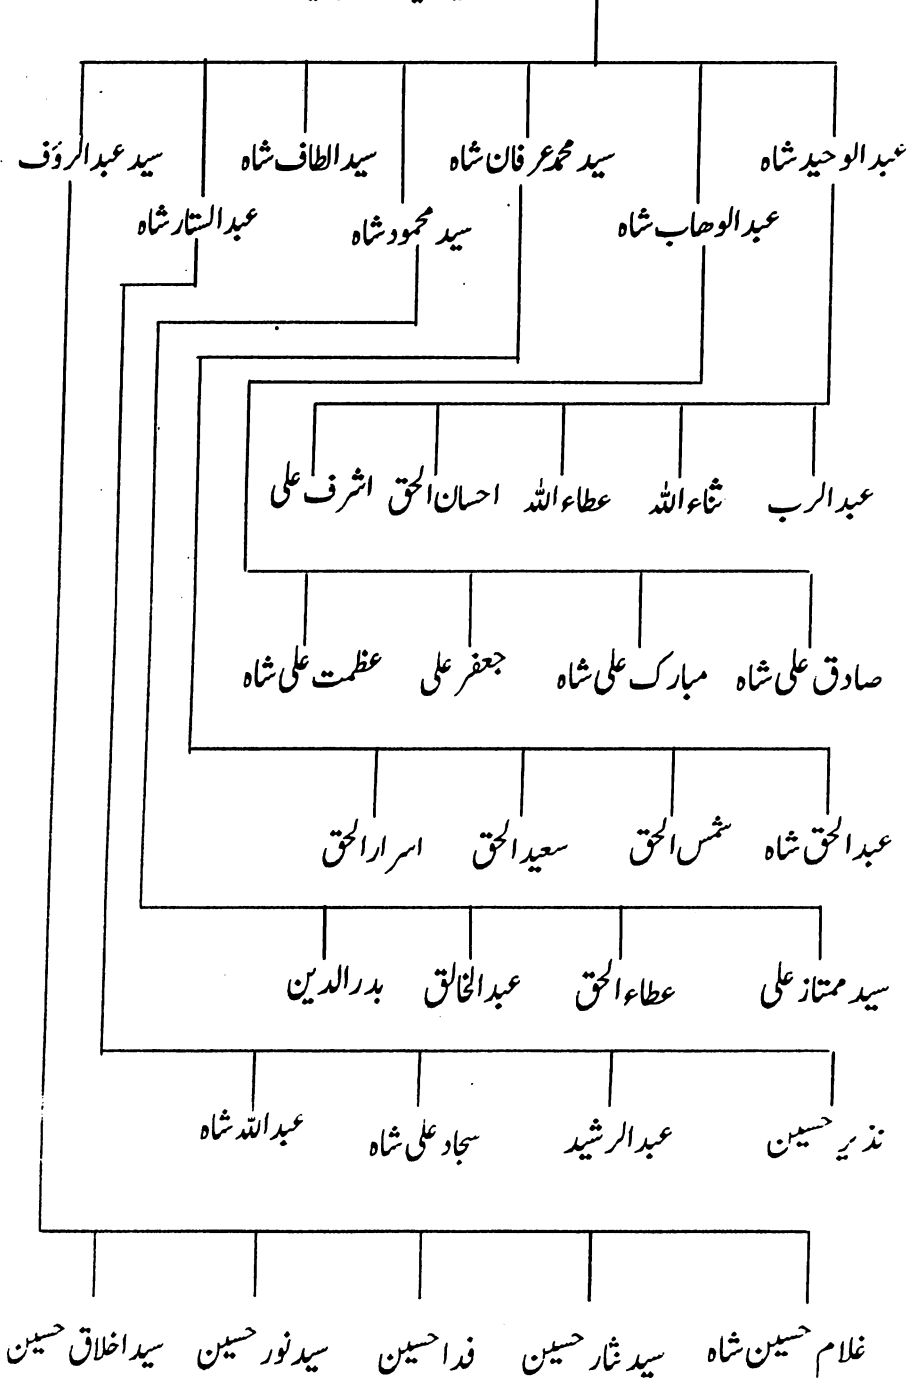 عبدالوحید شاہ سید محمد عرفان شاہ سید الطاف شاہ سید عبدالرؤف
عبدالوھاب شاہ سید محمود شاہ عبدالستار شاہ
عبدالرب ثناء اللہ عطاء اللہ احسان الحق اشرف علی
صادق علی شاہ مبارک علی شاہ جعفر علی عظمت علی شاہ
عبدالحق شاہ شمس الحق سعید الحق اسرار الحق
سید ممتاز علی عطاء الحق عبدالخالق بدرالدین
نذیر حسین عبدالرشید سجاد علی شاہ عبداللہ شاہ
غلام حسین شاہ سید نثار حسین فدا حسین سید نور حسین سید اخلاق حسین